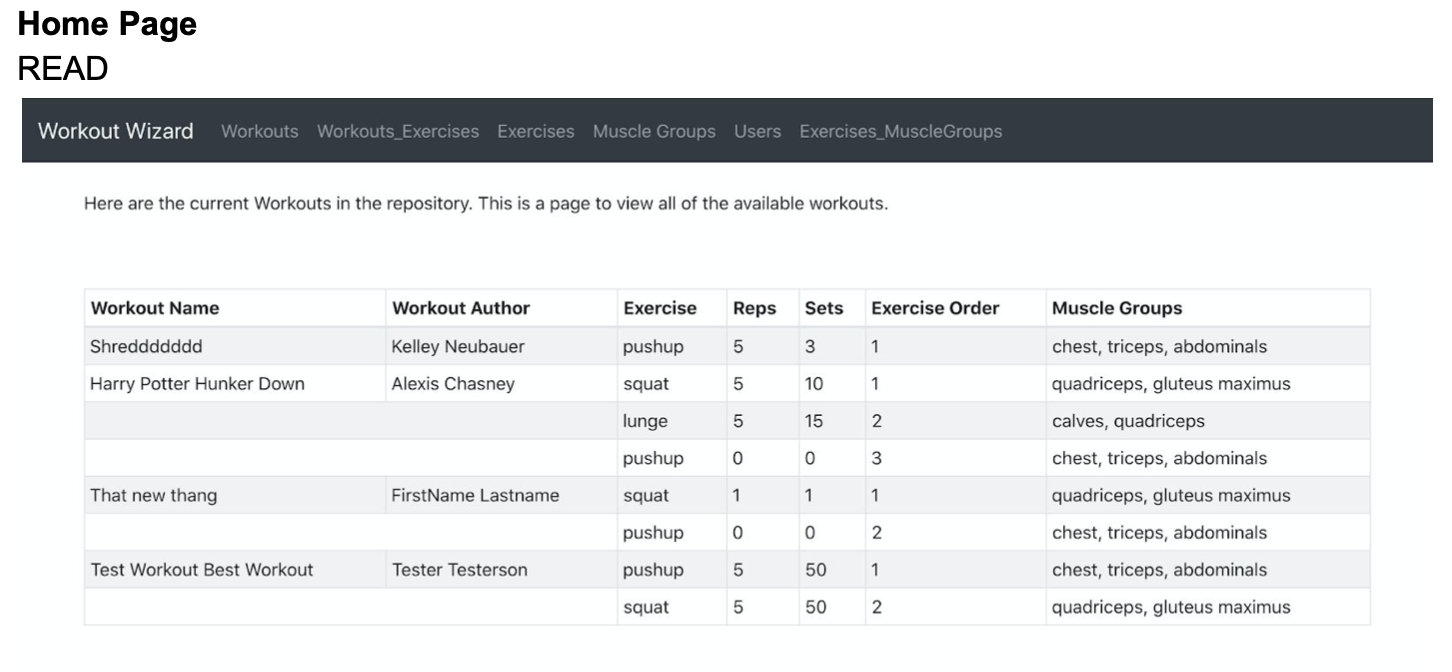 Home Page
READ
Workout Wizard Workouts Workouts_Exercises Exercises Muscle Groups Users Exercises_MuscleGroups
Here are the current Workouts in the repository. This is a page to view all of the available workouts.
Workout Name Workout Author Exercise Reps Sets Exercise Order Muscle Groups
Shreddddddd Kelley Neubauer pushup 5 3 1 chest, triceps, abdominals
Harry Potter Hunker Down Alexis Chasney squat 5 10 1 quadriceps, gluteus maximus
lunge 5 15 2 calves, quadriceps
pushup 0 0 3 chest, triceps, abdominals
That new thang FirstName Lastname squat 1 1 1 quadriceps, gluteus maximus
pushup 0 0 2 chest, triceps, abdominals
Test Workout Best Workout Tester Testerson pushup 5 50 1 chest, triceps, abdominals
squat 5 50 2 quadriceps, gluteus maximus